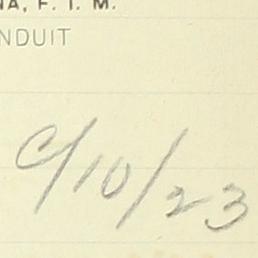 NA, F. T. M.
NDUIT
9/10/23